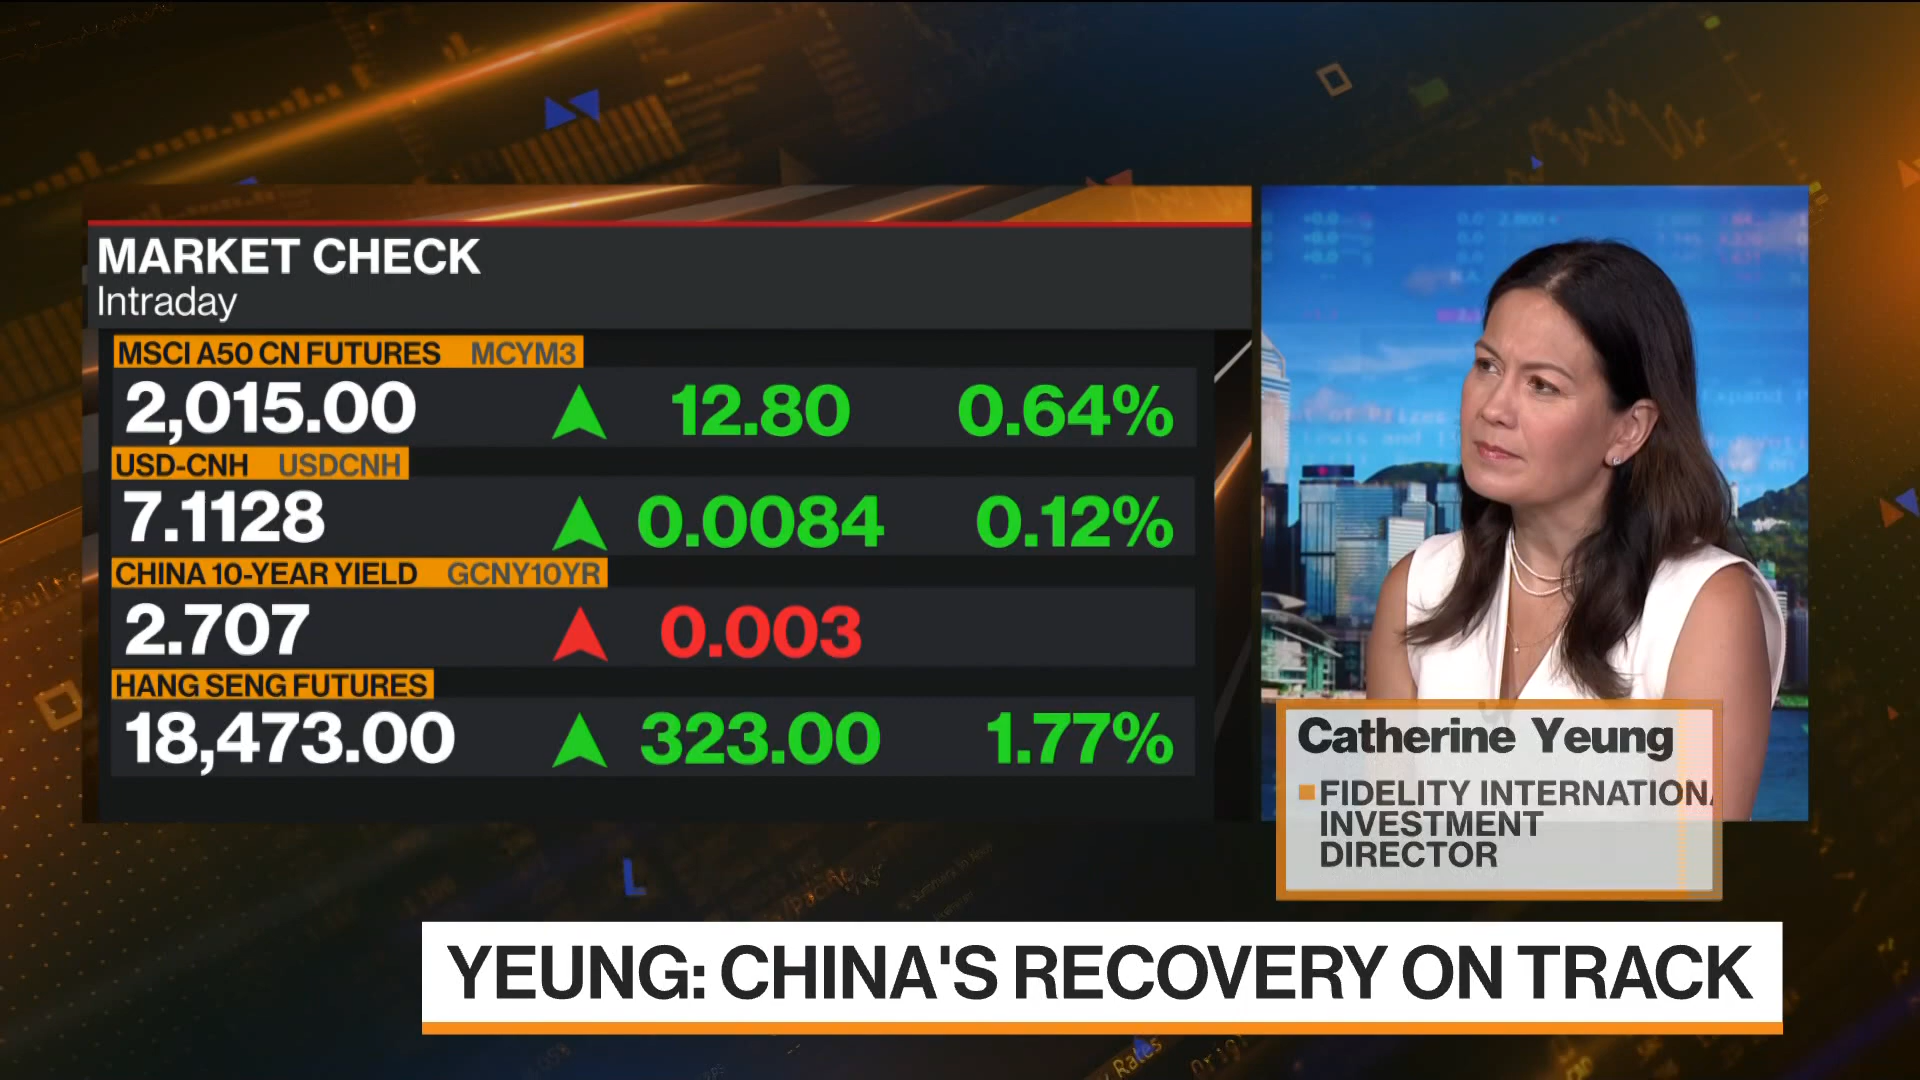 MARKET CHECK
Intraday
MSCI A50 CN FUTURES MCYM3
2,015.00 12.80 0.64%
USD-CNH USDCNH
7.1128 0.0084 0.12%
CHINA 10-YEAR YIELD GCNY10YR
2.707 0.003
HANG SENG FUTURES
18,473.00 323.00 1.77%
Catherine Yeung
FIDELITY INTERNATIONA
INVESTMENT
DIRECTOR
YEUNG: CHINA'S RECOVERY ON TRACK
Rates